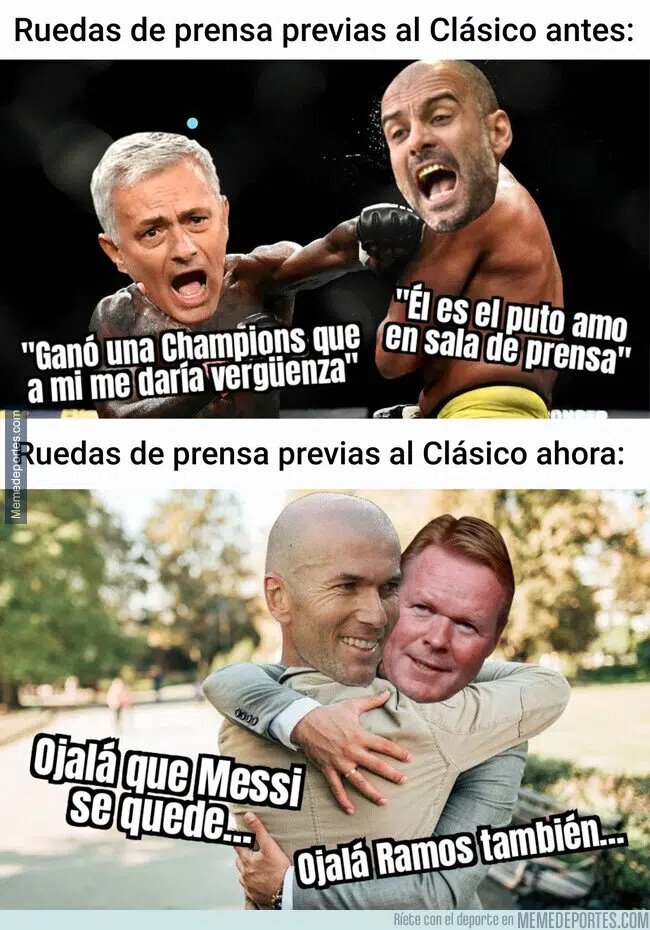 Ruedas de prensa previas al Clásico antes:
"Ganó una Champions que
a mi me daría vergüenza"
"Él es el puto amo
en sala de prensa"
Ruedas de prensa previas al Clásico ahora:
Memedeportes.com
Ojalá que Messi
se quede...
Ojalá Ramos también...
Ríete con el deporte en MEMEDEPORTES.COM